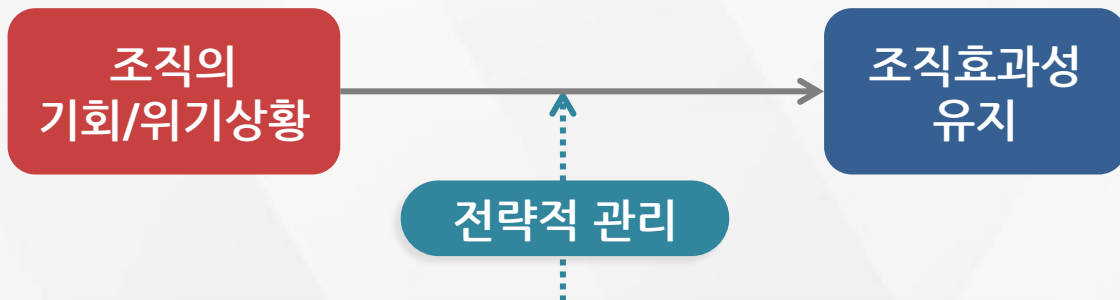 조직의
기회/위기상황
조직효과성
유지
전략적 관리